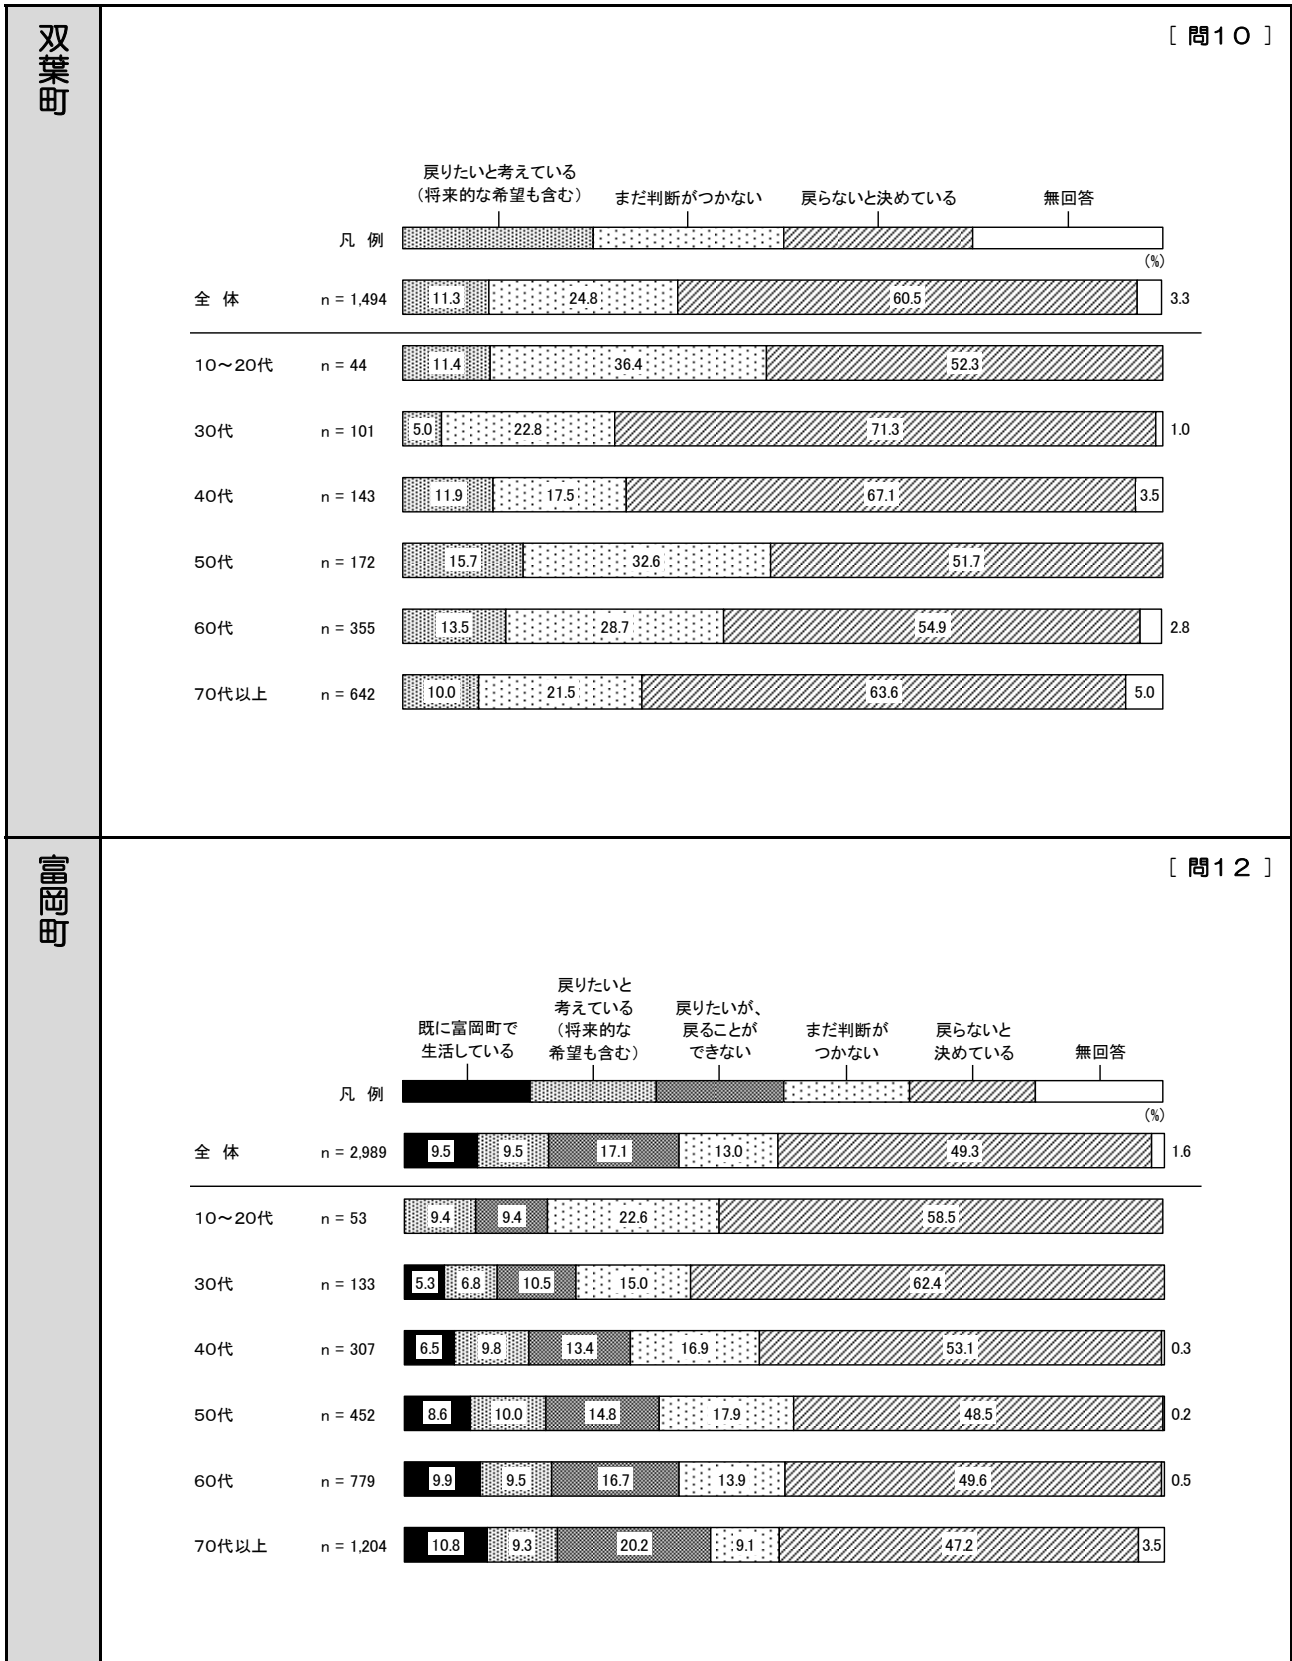 双葉町
[ 問10 ]
戻りたいと考えている
(将来的な希望も含む)
まだ判断がつかない
戻らないと決めている
無回答
凡 例
(%)
全 体 n = 1,494 11.3 24.8 60.5 3.3
10～20代 n = 44 11.4 36.4 52.3
30代 n = 101 5.0 22.8 71.3 1.0
40代 n = 143 11.9 17.5 67.1 3.5
50代 n = 172 15.7 32.6 51.7
60代 n = 355 13.5 28.7 54.9 2.8
70代以上 n = 642 10.0 21.5 63.6 5.0
富岡町
[ 問12 ]
既に富岡町で
生活している
戻りたいと
考えている
(将来的な
希望も含む)
戻りたいが、
戻ることが
できない
まだ判断が
つかない
戻らないと
決めている
無回答
凡 例
(%)
全 体 n = 2,989 9.5 9.5 17.1 13.0 49.3 1.6
10～20代 n = 53 9.4 9.4 22.6 58.5
30代 n = 133 5.3 6.8 10.5 15.0 62.4
40代 n = 307 6.5 9.8 13.4 16.9 53.1 0.3
50代 n = 452 8.6 10.0 14.8 17.9 48.5 0.2
60代 n = 779 9.9 9.5 16.7 13.9 49.6 0.5
70代以上 n = 1,204 10.8 9.3 20.2 9.1 47.2 3.5